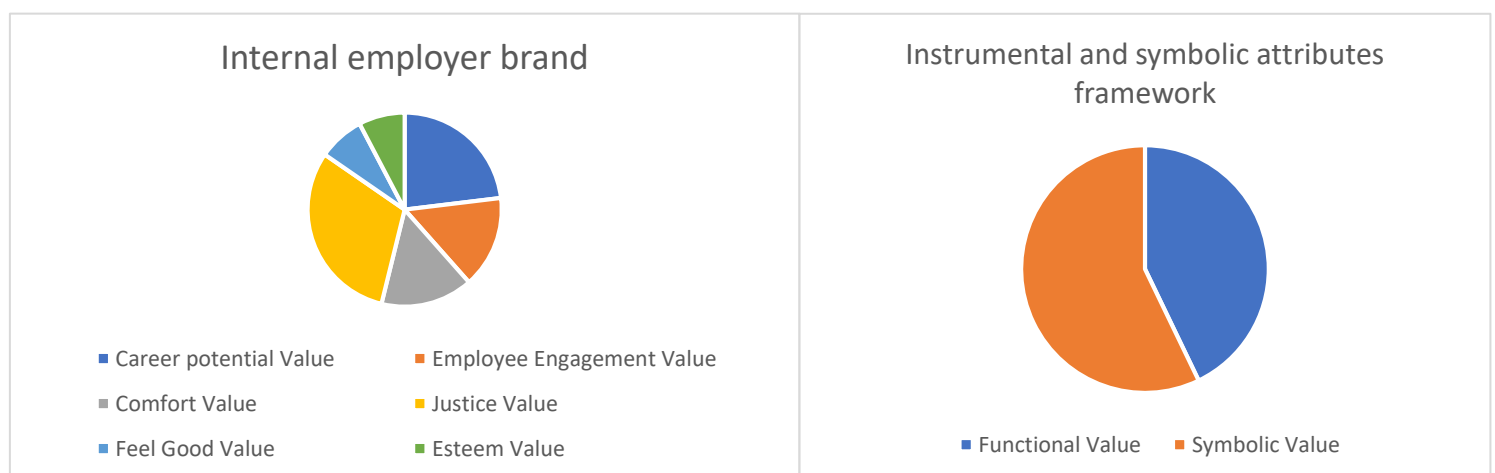 Internal employer brand
Career potential Value
Employee Engagement Value
Comfort Value
Justice Value
Feel Good Value
Esteem Value
Instrumental and symbolic attributes
framework
Functional Value
Symbolic Value